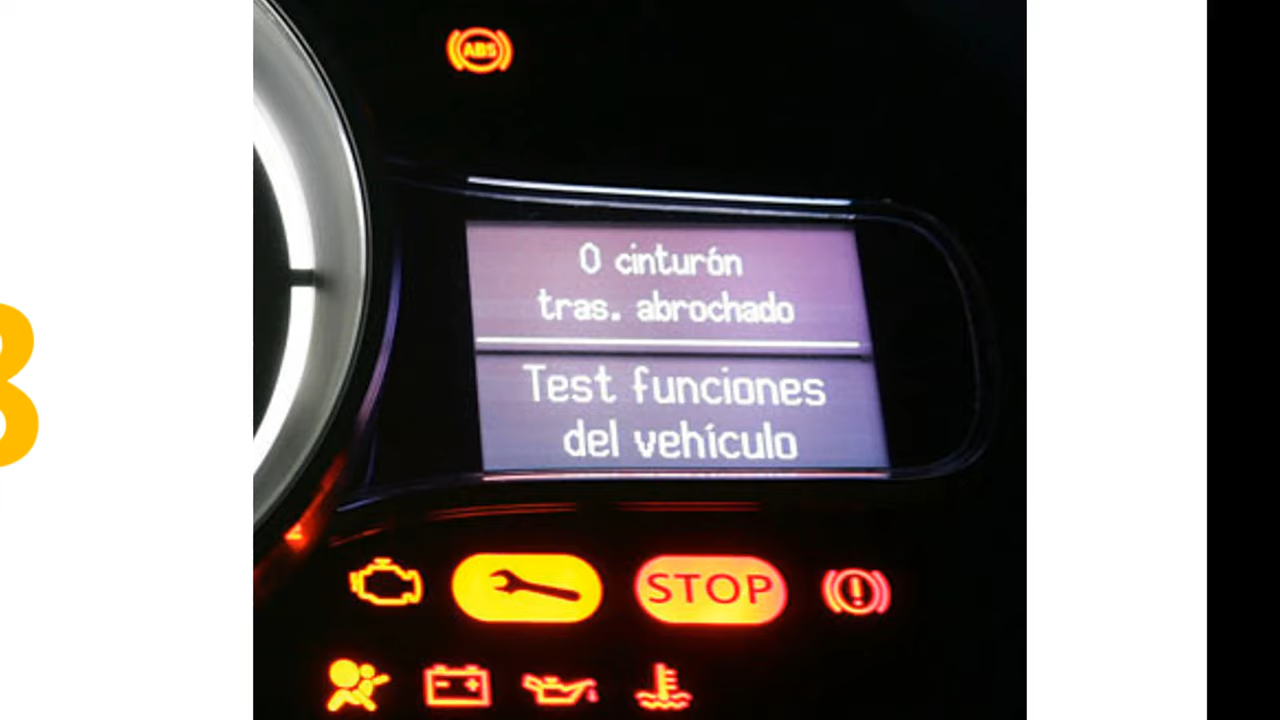 ABS
0 cinturón
tras. abrochado
Test funciones
del vehículo
STOP